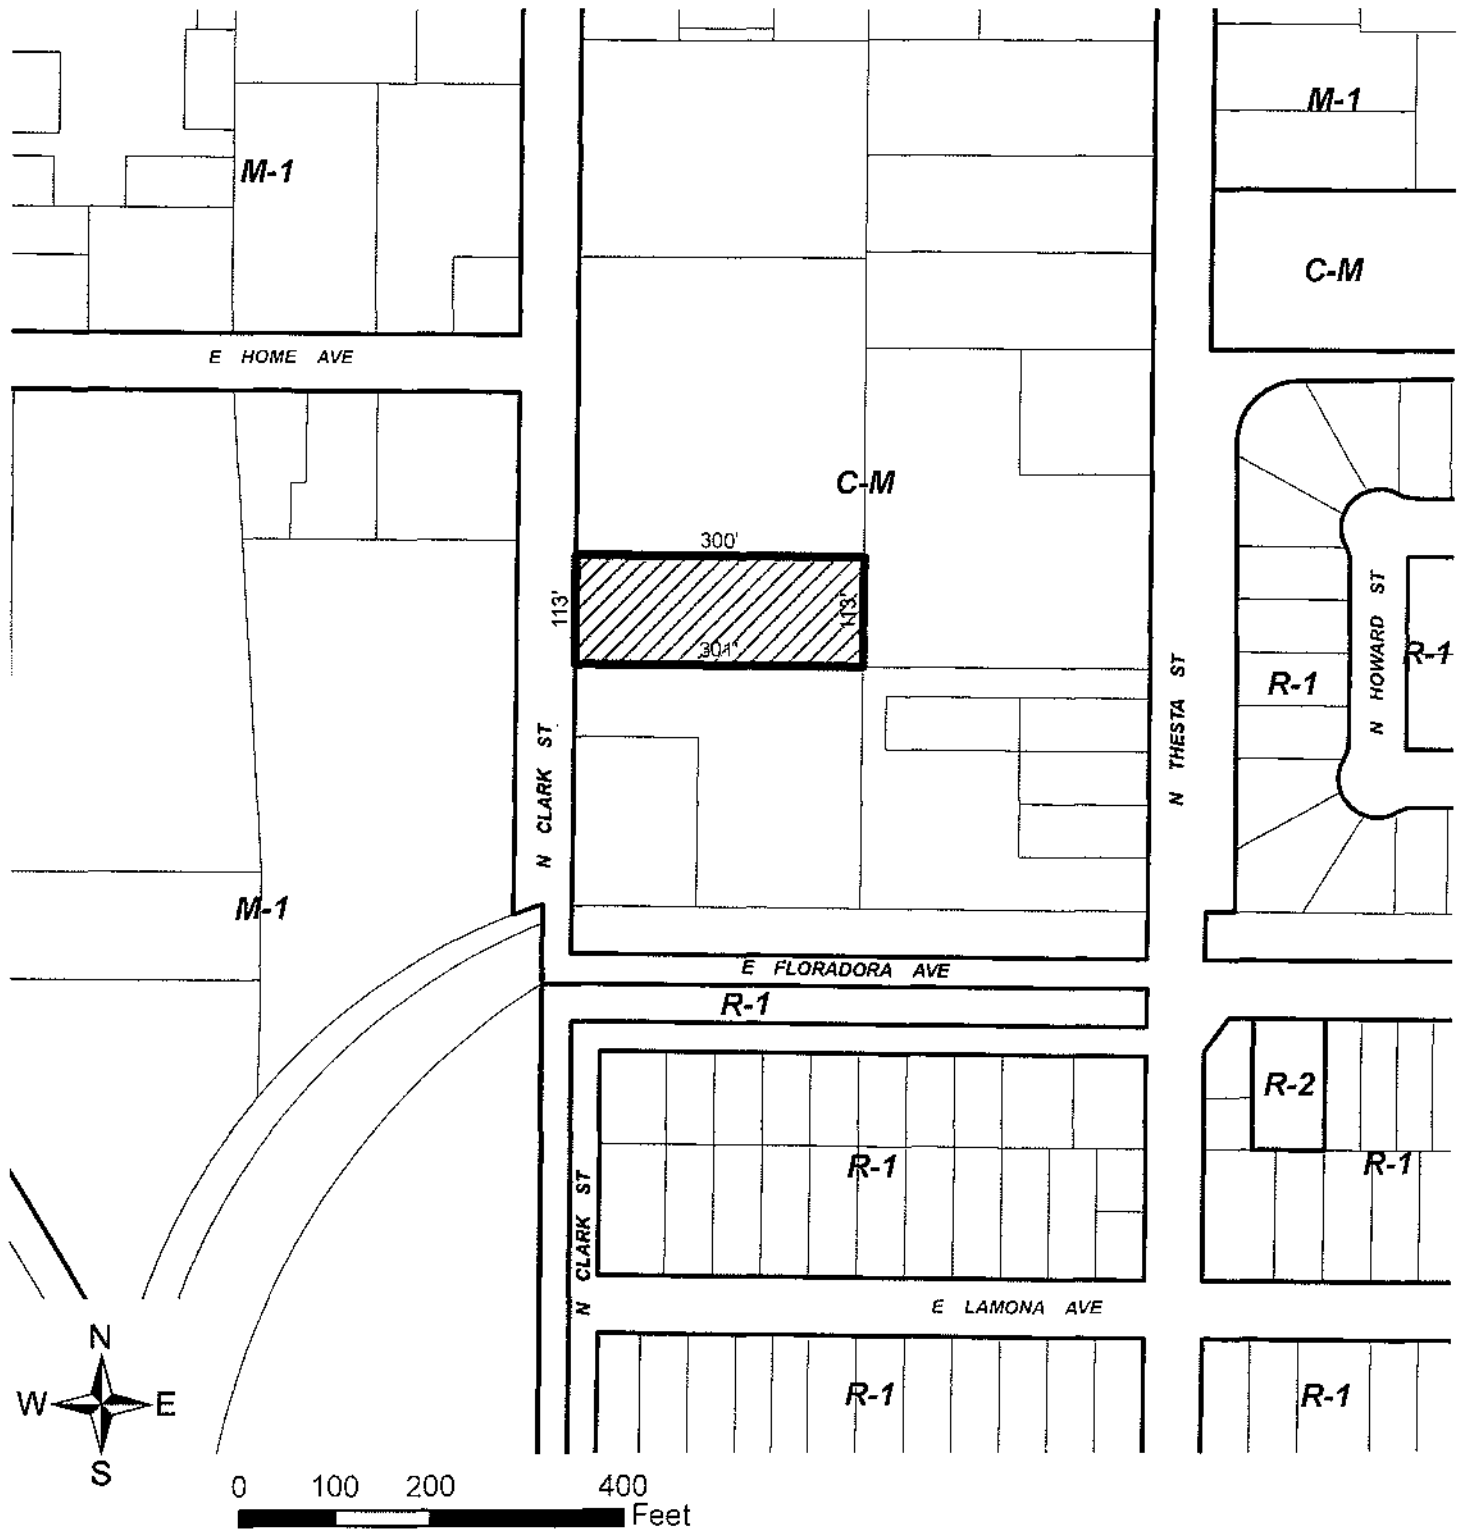 M-1
M-1
C-M
E HOME AVE
C-M
300'
113'
113'
301'
N HOWARD ST
R-1
R-1
N THESTA ST
N CLARK ST.
M-1
E FLORADORA AVE
R-1
R-2
R-1
R-1
N CLARK ST
E LAMONA AVE
N
W E
S
R-1
R-1
0 100 200 400
Feet